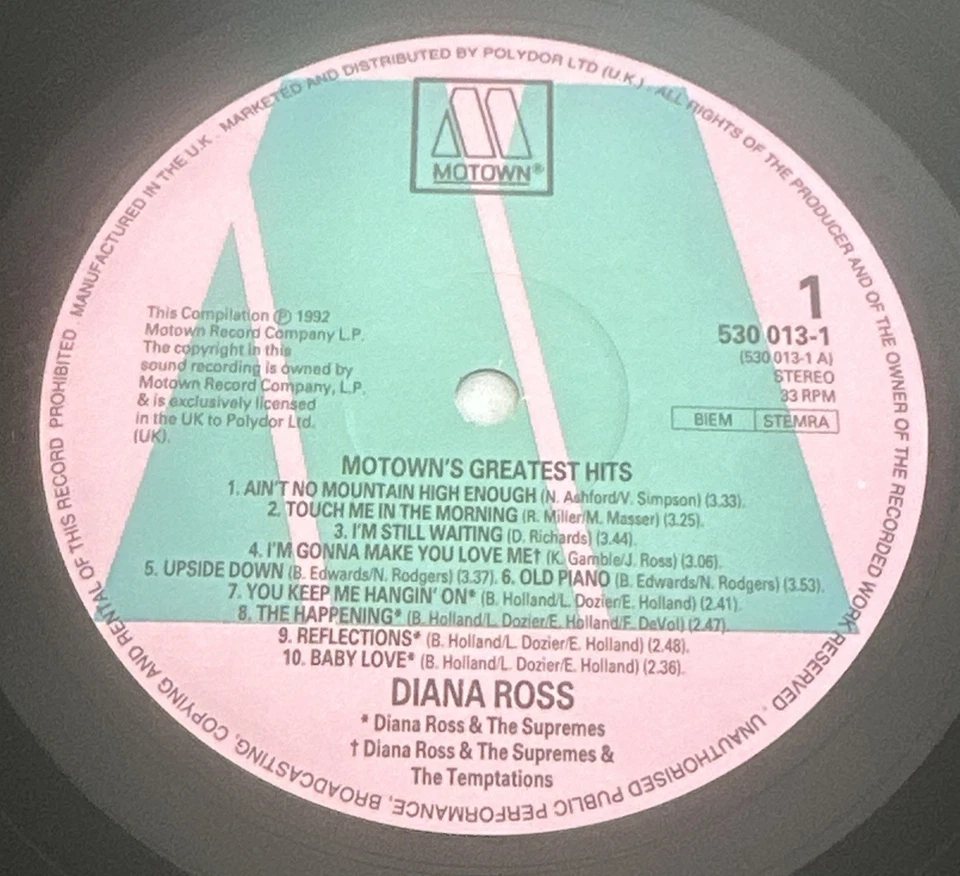 MANUFACTURED IN THE U.K. MARKETED AND DISTRIBUTED BY POLYDOR LTD (U.K.). ALL RIGHTS OF THE PRODUCER AND OF THE OWNER OF THE RECORDED WORK RESERVED. UNAUTHORISED PUBLIC PERFORMANCE, BROADCASTING, COPYING AND RENTAL OF THIS RECORD PROHIBITED.
MOTOWN®
This Compilation ℗ 1992
Motown Record Company L.P.
The copyright in this
sound recording is owned by
Motown Record Company, L.P.
& is exclusively licensed
in the UK to Polydor Ltd.
(UK).
1
530 013-1
(530 013-1 A)
STEREO
33 RPM
BIEM STEMRA
MOTOWN'S GREATEST HITS
1. AIN'T NO MOUNTAIN HIGH ENOUGH (N. Ashford/V. Simpson) (3.33).
2. TOUCH ME IN THE MORNING (R. Miller/M. Masser) (3.25).
3. I'M STILL WAITING (D. Richards) (3.44).
4. I'M GONNA MAKE YOU LOVE ME† (K. Gamble/J. Ross) (3.06).
5. UPSIDE DOWN (B. Edwards/N. Rodgers) (3.37). 6. OLD PIANO (B. Edwards/N. Rodgers) (3.53).
7. YOU KEEP ME HANGIN' ON* (B. Holland/L. Dozier/E. Holland) (2.41).
8. THE HAPPENING* (B. Holland/L. Dozier/E. Holland/F. DeVol) (2.47).
9. REFLECTIONS* (B. Holland/L. Dozier/E. Holland) (2.48).
10. BABY LOVE* (B. Holland/L. Dozier/E. Holland) (2.36).
DIANA ROSS
* Diana Ross & The Supremes
† Diana Ross & The Supremes &
The Temptations